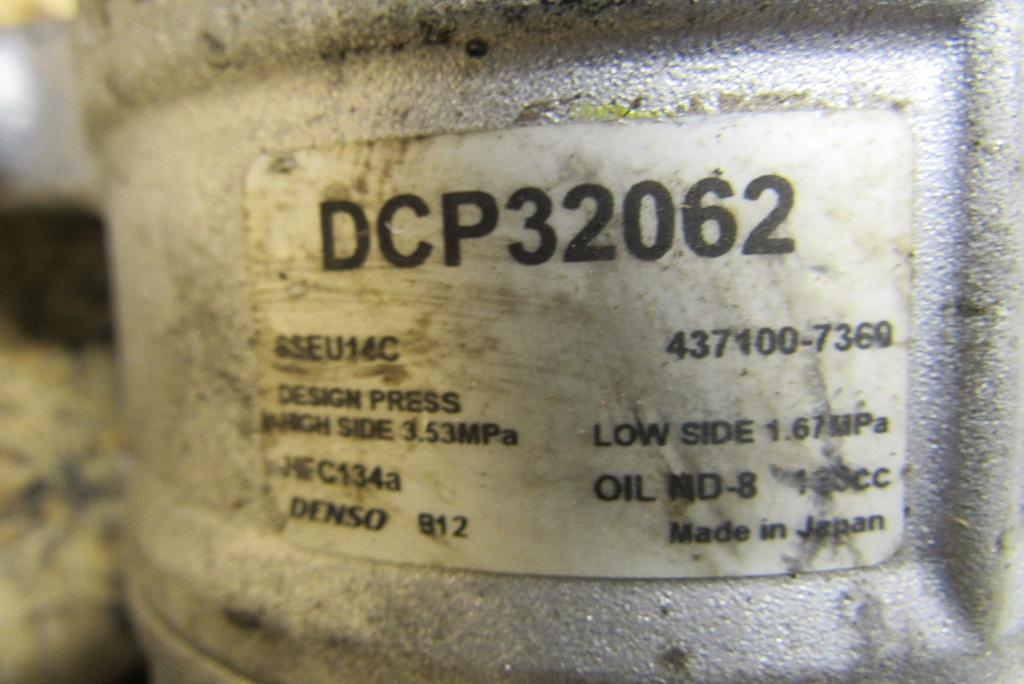 DCP32062
6SEU14C 437100-7360
DESIGN PRESS
HIGH SIDE 3.53MPa LOW SIDE 1.67MPa
HFC134a OIL ND-8
DENSO 812 Made in Japan